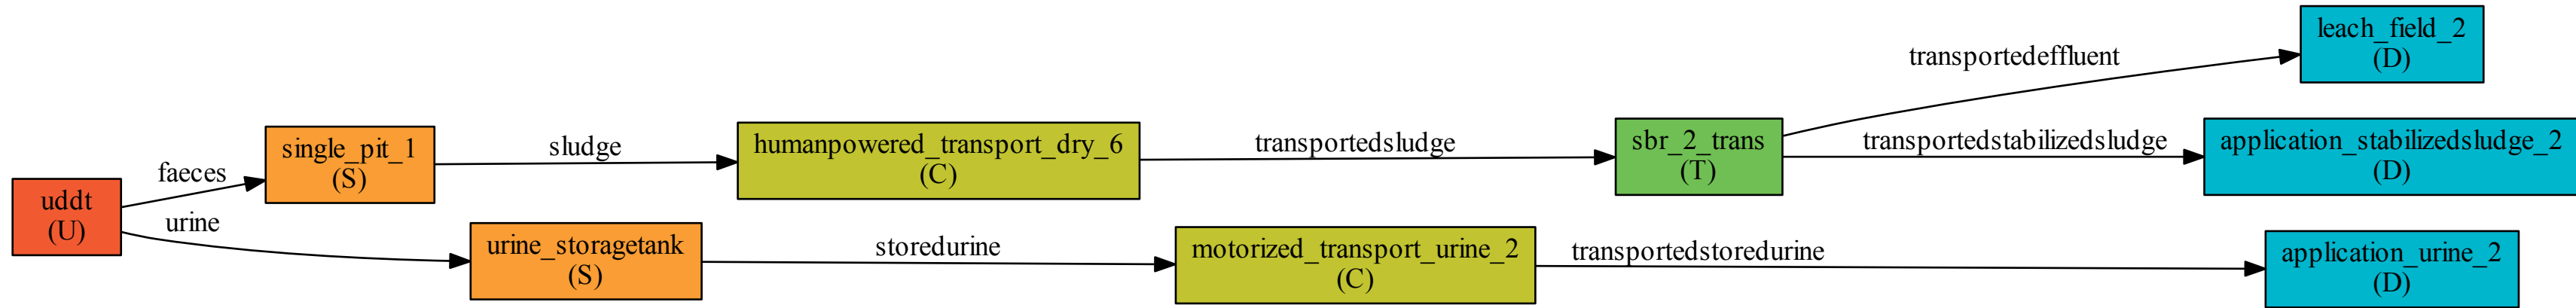 uddt
(U)
faeces
urine
single_pit_1
(S)
sludge
urine_storagetank
(S)
storedurine
humanpowered_transport_dry_6
(C)
transportedsludge
motorized_transport_urine_2
(C)
transportedstoredurine
sbr_2_trans
(T)
transportedeffluent
transportedstabilizedsludge
leach_field_2
(D)
application_stabilizedsludge_2
(D)
application_urine_2
(D)